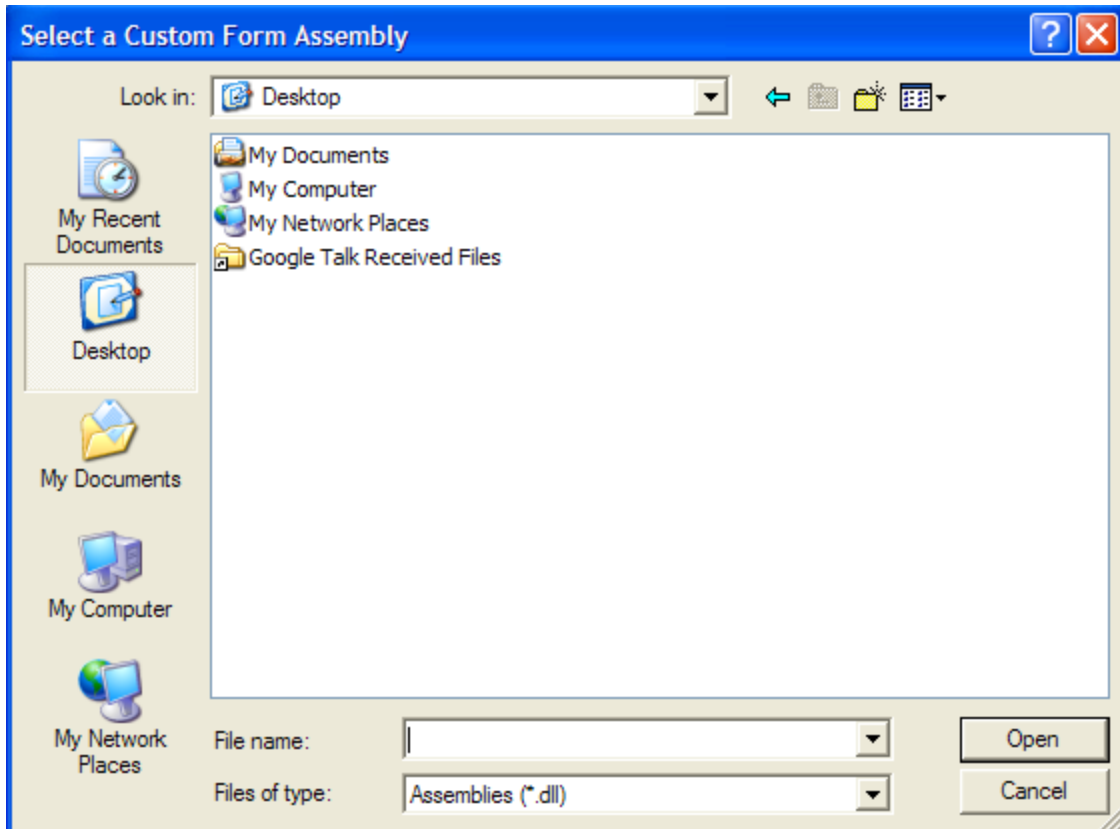 Select a Custom Form Assembly
Look in: Desktop
My Documents
My Computer
My Network Places
Google Talk Received Files
My Recent
Documents
Desktop
My Documents
My Computer
My Network
Places
File name:
Open
Files of type: Assemblies (*.dll)
Cancel